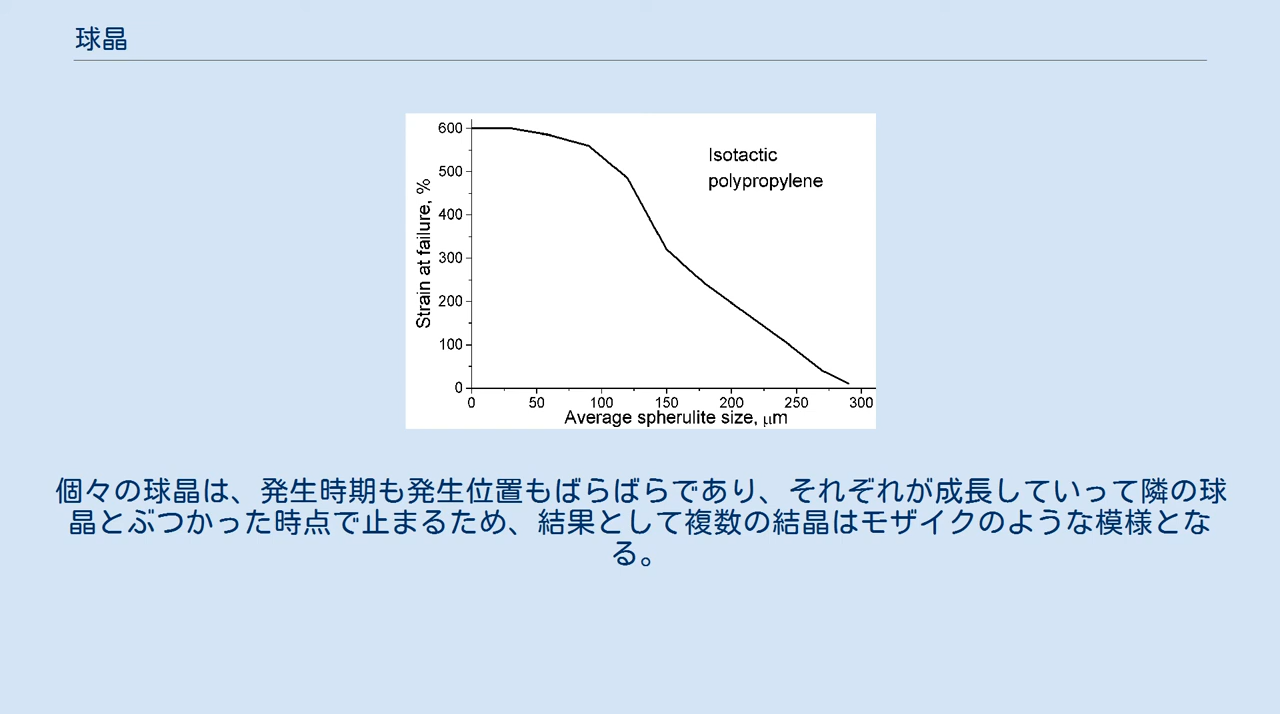 球晶
600
500
400
300
200
100
0
Strain at failure, %
Isotactic
polypropylene
0 50 100 150 200 250 300
Average spherulite size, μm
個々の球晶は、発生時期も発生位置もばらばらであり、それぞれが成長していって隣の球
晶とぶつかった時点で止まるため、結果として複数の結晶はモザイクのような模様とな
る。